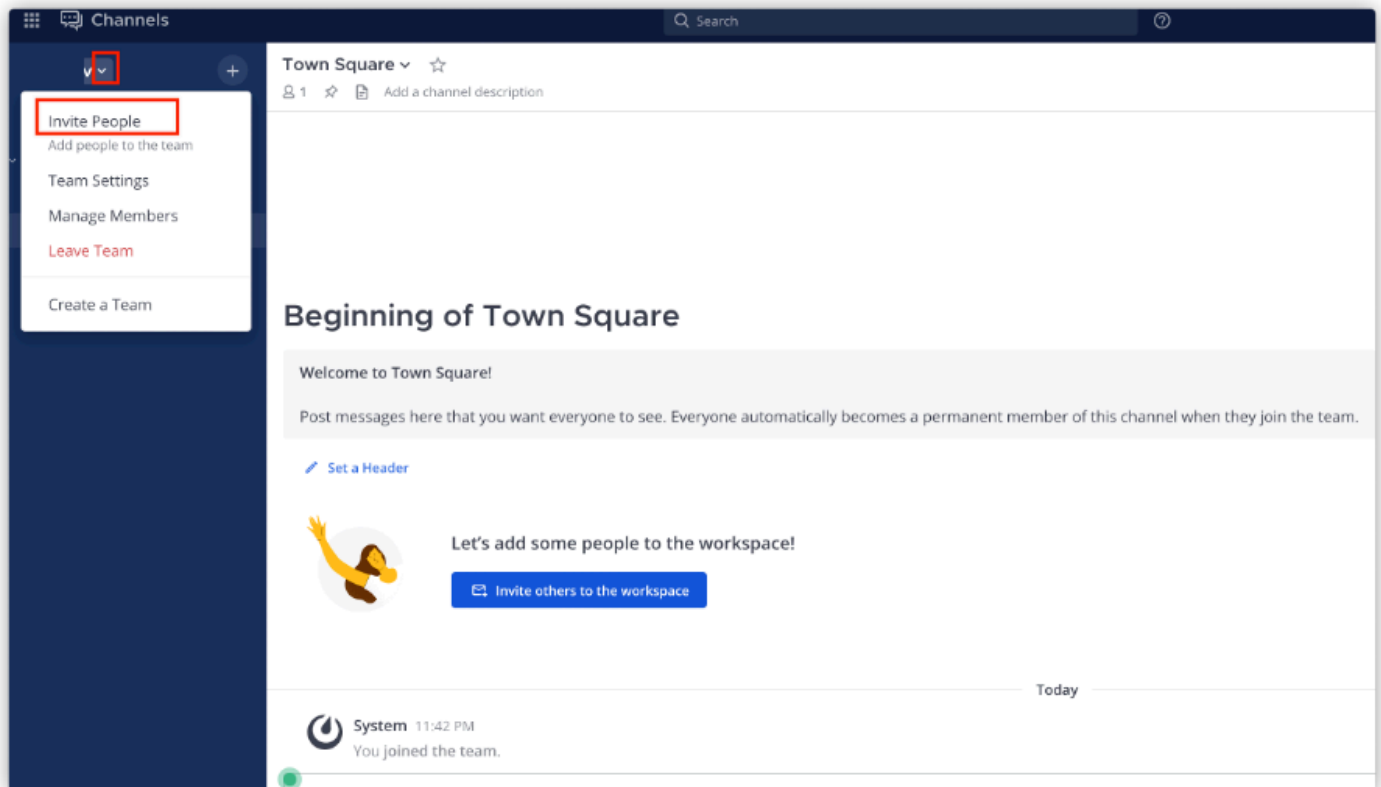 Channels
Search
v
Invite People
Add people to the team
Team Settings
Manage Members
Leave Team
Create a Team
Town Square
1 Add a channel description
Beginning of Town Square
Welcome to Town Square!
Post messages here that you want everyone to see. Everyone automatically becomes a permanent member of this channel when they join the team.
Set a Header
Let's add some people to the workspace!
Invite others to the workspace
Today
System 11:42 PM
You joined the team.